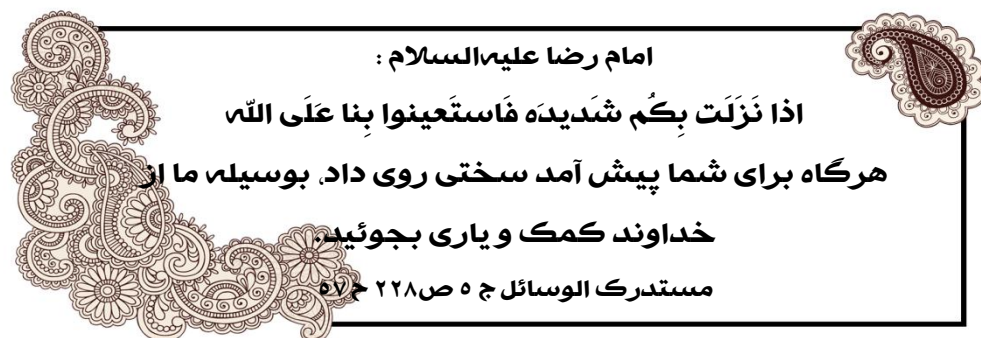 امام رضا علیه‌السلام :
اذا نَزَلَت بِکُم شَدیدَه فَاستَعینوا بِنا عَلَی اللّه
هرگاه برای شما پیش آمد سختی روی داد، بوسیله ما از
خداوند کمک و یاری بجوئید.
مستدرک الوسائل ج ۵ ص۲۲۸ ح۵۷